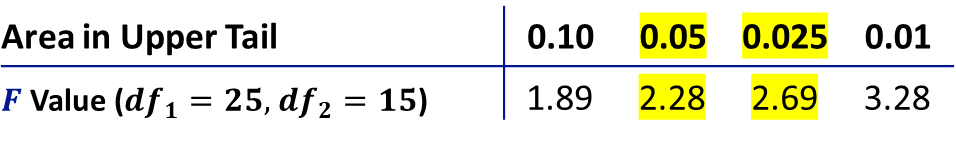 Area in Upper Tail 0.10 0.05 0.025 0.01
F Value (df₁ = 25, df₂ = 15) 1.89 2.28 2.69 3.28